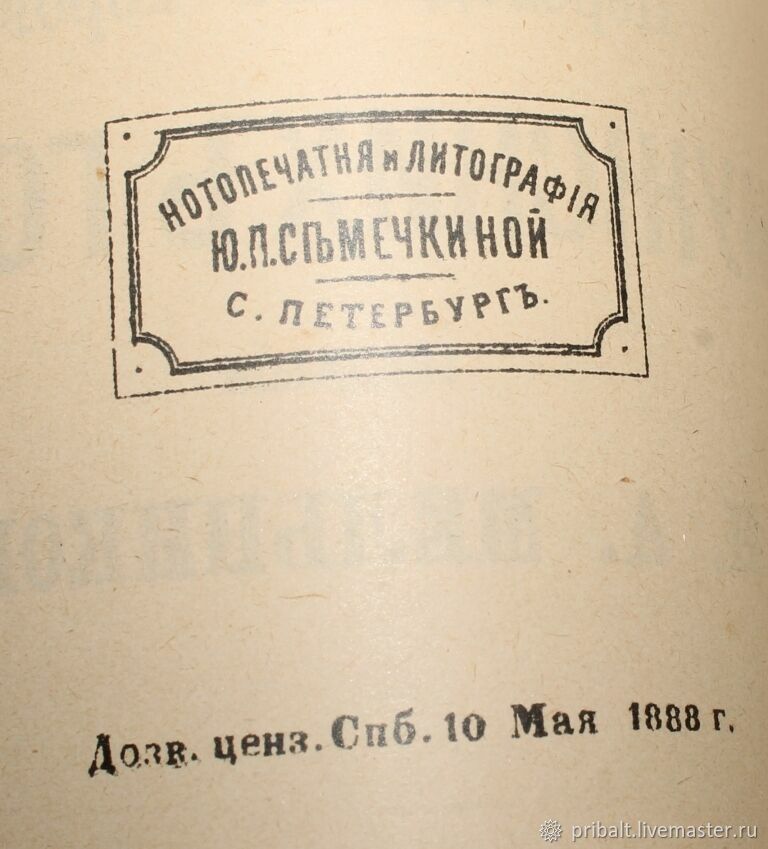 НОТОПЕЧАТНЯ и ЛИТОГРАФІЯ
Ю.П.СѢМЕЧКИНОЙ
С. ПЕТЕРБУРГЪ.
Дозв. ценз. Спб. 10 Мая 1888 г.
pribalt.livemaster.ru